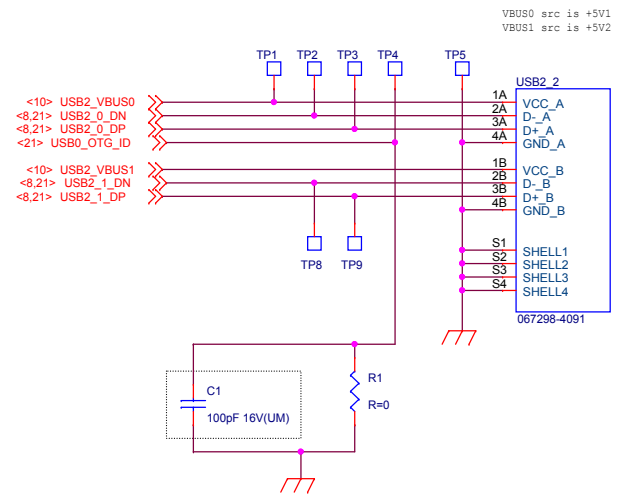 VBUS0 src is +5V1
VBUS1 src is +5V2
TP1
TP2
TP3
TP4
TP5
USB2_2
<10> USB2_VBUS0
<8,21> USB2_0_DN
<8,21> USB2_0_DP
<21> USB0_OTG_ID
1A
2A
3A
4A
VCC_A
D-_A
D+_A
GND_A
<10> USB2_VBUS1
<8,21> USB2_1_DN
<8,21> USB2_1_DP
1B
2B
3B
4B
VCC_B
D-_B
D+_B
GND_B
TP8
TP9
S1
S2
S3
S4
SHELL1
SHELL2
SHELL3
SHELL4
067298-4091
C1
100pF 16V(UM)
R1
R=0